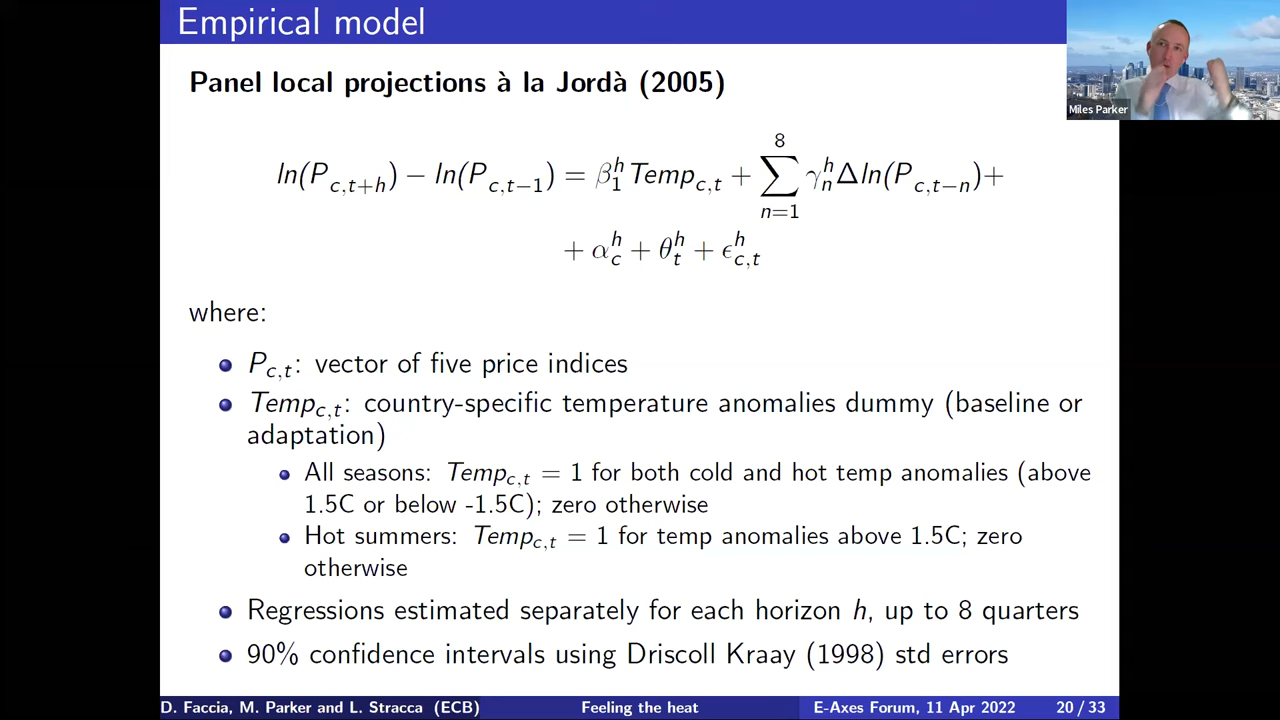 Empirical model
Miles Parker
Panel local projections à la Jordà (2005)
ln(P_{c,t+h}) − ln(P_{c,t−1}) = β_1^h Temp_{c,t} + ∑_{n=1}^{8} γ_n^h Δln(P_{c,t−n})+
+ α_c^h + θ_t^h + ϵ_{c,t}^h
where:
P_{c,t}: vector of five price indices
Temp_{c,t}: country-specific temperature anomalies dummy (baseline or
adaptation)
All seasons: Temp_{c,t} = 1 for both cold and hot temp anomalies (above
1.5C or below -1.5C); zero otherwise
Hot summers: Temp_{c,t} = 1 for temp anomalies above 1.5C; zero
otherwise
Regressions estimated separately for each horizon h, up to 8 quarters
90% confidence intervals using Driscoll Kraay (1998) std errors
D. Faccia, M. Parker and L. Stracca (ECB) Feeling the heat E-Axes Forum, 11 Apr 2022 20 / 33